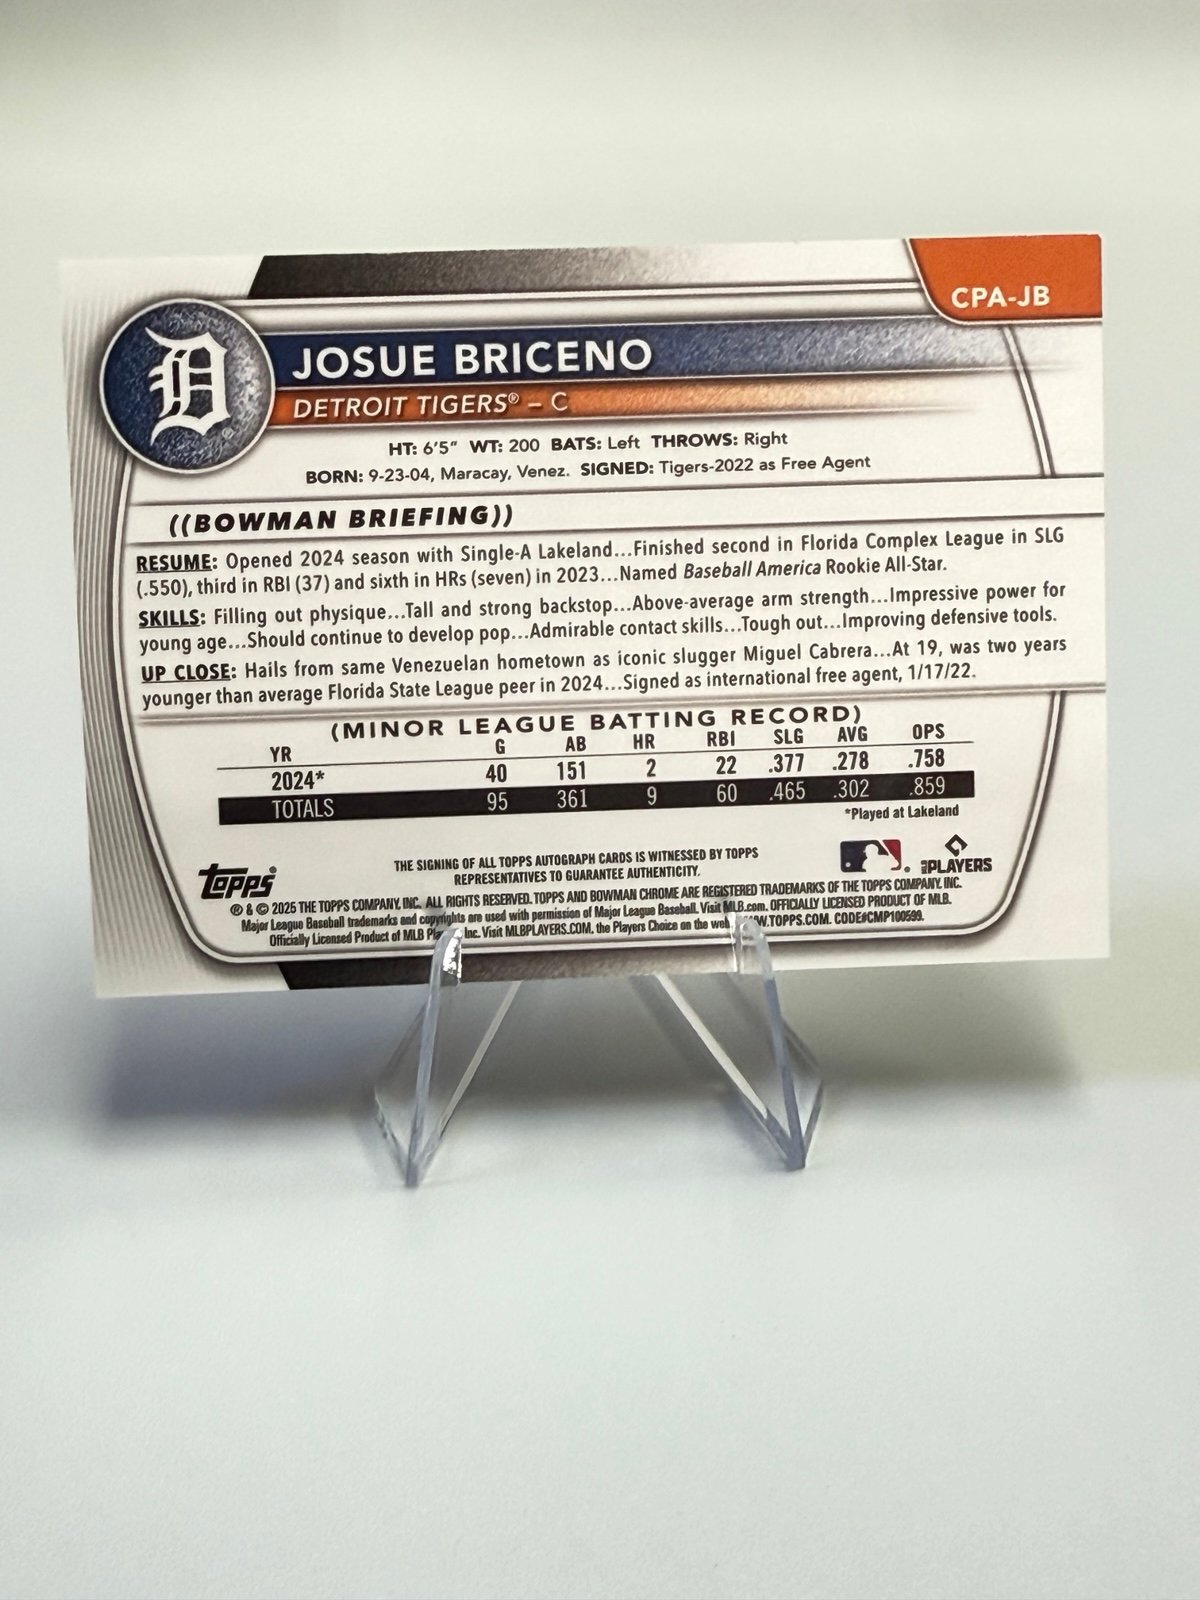 CPA-JB
D
JOSUE BRICENO
DETROIT TIGERS® – C
HT: 6'5" WT: 200 BATS: Left THROWS: Right
BORN: 9-23-04, Maracay, Venez. SIGNED: Tigers-2022 as Free Agent
((BOWMAN BRIEFING))
RESUME: Opened 2024 season with Single-A Lakeland...Finished second in Florida Complex League in SLG
(.550), third in RBI (37) and sixth in HRs (seven) in 2023...Named Baseball America Rookie All-Star.
SKILLS: Filling out physique...Tall and strong backstop...Above-average arm strength...Impressive power for
young age...Should continue to develop pop...Admirable contact skills...Tough out...Improving defensive tools.
UP CLOSE: Hails from same Venezuelan hometown as iconic slugger Miguel Cabrera...At 19, was two years
younger than average Florida State League peer in 2024...Signed as international free agent, 1/17/22.
(MINOR LEAGUE BATTING RECORD)
YR G AB HR RBI SLG AVG OPS
2024* 40 151 2 22 .377 .278 .758
TOTALS 95 361 9 60 .465 .302 .859
*Played at Lakeland
THE SIGNING OF ALL TOPPS AUTOGRAPH CARDS IS WITNESSED BY TOPPS
REPRESENTATIVES TO GUARANTEE AUTHENTICITY.
Topps®
PLAYERS
® & © 2025 THE TOPPS COMPANY, INC. ALL RIGHTS RESERVED. TOPPS AND BOWMAN CHROME ARE REGISTERED TRADEMARKS OF THE TOPPS COMPANY, INC.
Major League Baseball trademarks and copyrights are used with permission of Major League Baseball. Visit MLB.com. OFFICIALLY LICENSED PRODUCT OF MLB
Officially Licensed Product of MLB Inc. Visit MLBPLAYERS.COM, the Players Choice on the web. W.TOPPS.COM. CODE#CMP100599.